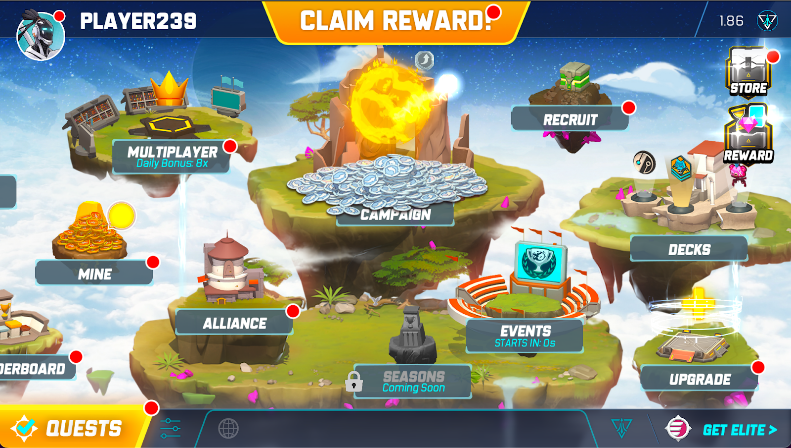 PLAYER239
CLAIM REWARD!
1.86
STORE
RECRUIT
REWARD
MULTIPLAYER
Daily Bonus: 8x
CAMPAIGN
DECKS
MINE
ALLIANCE
EVENTS
STARTS IN: 0s
DERBOARD
SEASONS
Coming Soon
UPGRADE
QUESTS
GET ELITE >